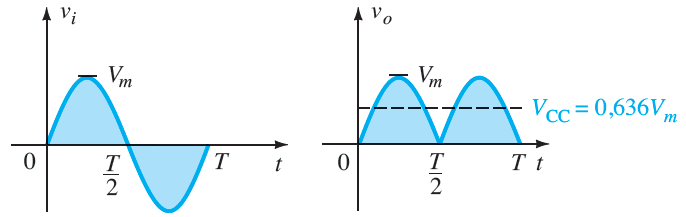 v_i
V_m
0
T/2
T
t
v_o
V_m
V_CC = 0,636V_m
0
T/2
T
t